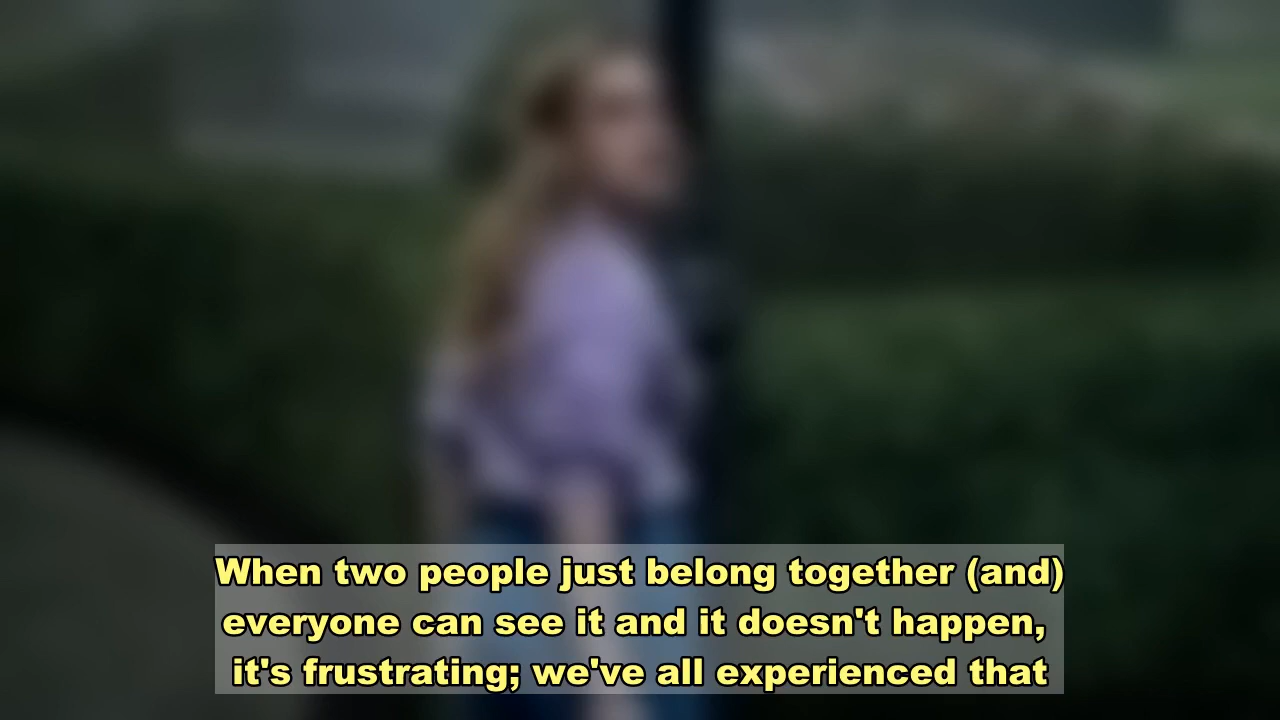 When two people just belong together (and)
everyone can see it and it doesn't happen,
it's frustrating; we've all experienced that